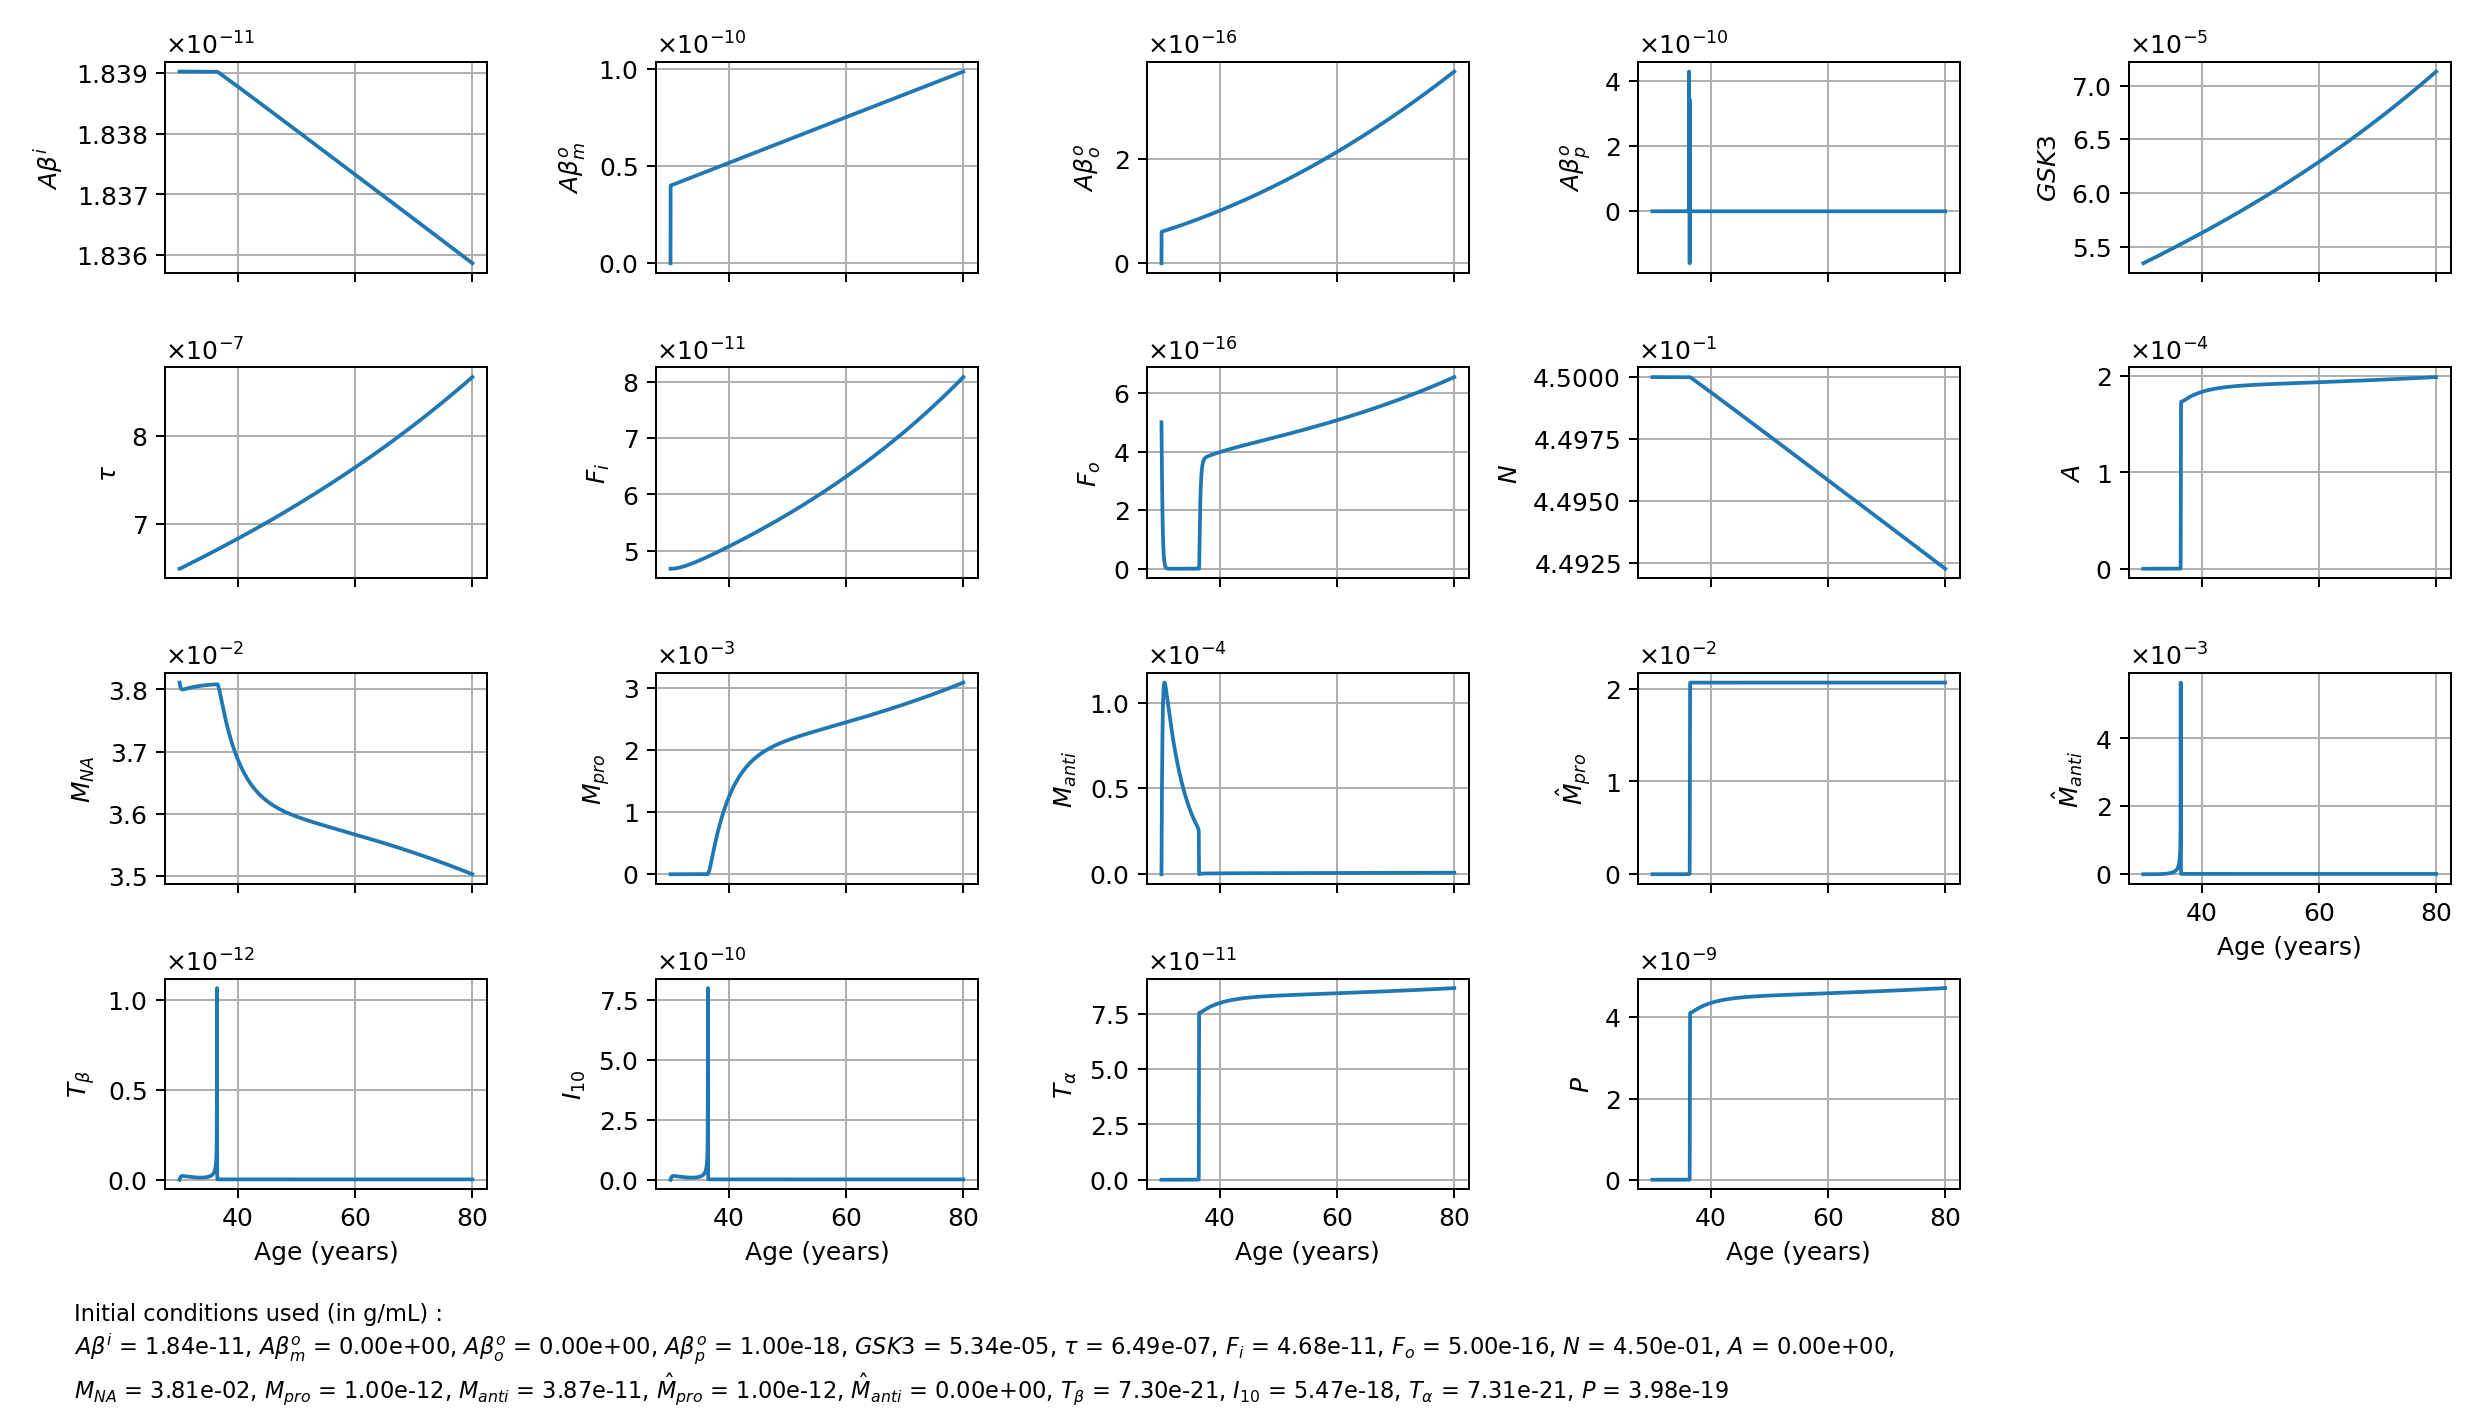 ×10⁻¹¹ ×10⁻¹⁰ ×10⁻¹⁶ ×10⁻¹⁰ ×10⁻⁵
Aβⁱ 1.839 1.838 1.837 1.836
Aβₘᵒ 1.0 0.5 0.0
Aβₒᵒ 2 0
Aβₚᵒ 4 2 0
GSK3 7.0 6.5 6.0 5.5
×10⁻⁷ ×10⁻¹¹ ×10⁻¹⁶ ×10⁻¹ ×10⁻⁴
τ 8 7
Fᵢ 8 7 6 5
Fₒ 6 4 2 0
N 4.5000 4.4975 4.4950 4.4925
A 2 1 0
×10⁻² ×10⁻³ ×10⁻⁴ ×10⁻² ×10⁻³
M_NA 3.8 3.7 3.6 3.5
M_pro 3 2 1 0
M_anti 1.0 0.5 0.0
M̂_pro 2 1 0
M̂_anti 4 2 0
40 60 80
Age (years)
×10⁻¹² ×10⁻¹⁰ ×10⁻¹¹ ×10⁻⁹
T_β 1.0 0.5 0.0
I₁₀ 7.5 5.0 2.5 0.0
T_α 7.5 5.0 2.5 0.0
P 4 2 0
40 60 80 40 60 80 40 60 80 40 60 80
Age (years) Age (years) Age (years) Age (years)
Initial conditions used (in g/mL) :
Aβⁱ = 1.84e-11, Aβₘᵒ = 0.00e+00, Aβₒᵒ = 0.00e+00, Aβₚᵒ = 1.00e-18, GSK3 = 5.34e-05, τ = 6.49e-07, Fᵢ = 4.68e-11, Fₒ = 5.00e-16, N = 4.50e-01, A = 0.00e+00,
M_NA = 3.81e-02, M_pro = 1.00e-12, M_anti = 3.87e-11, M̂_pro = 1.00e-12, M̂_anti = 0.00e+00, T_β = 7.30e-21, I₁₀ = 5.47e-18, T_α = 7.31e-21, P = 3.98e-19